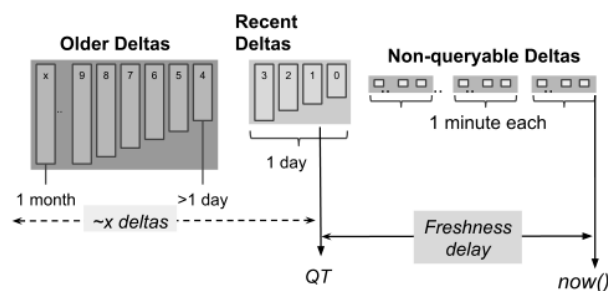 Older Deltas
Recent
Deltas
Non-queryable Deltas
x .. 9 8 7 6 5 4
3 2 1 0
.. .. .. .. ..
1 minute each
1 day
1 month
>1 day
~x deltas
Freshness
delay
QT
now()